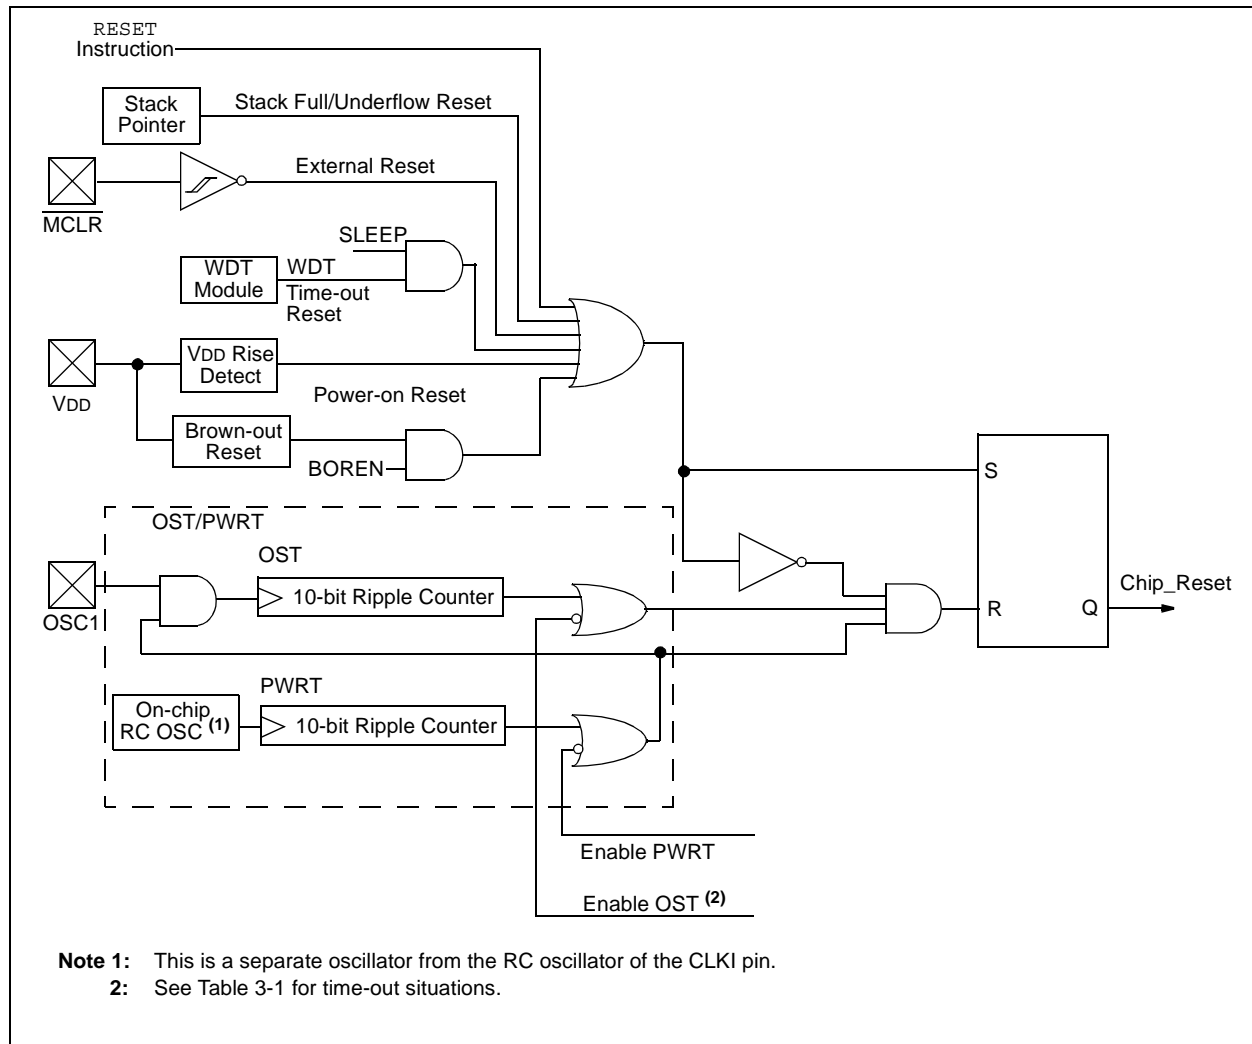 RESET
Instruction
Stack
Pointer
Stack Full/Underflow Reset
External Reset
MCLR
SLEEP
WDT
Module
WDT
Time-out
Reset
VDD Rise
Detect
VDD
Power-on Reset
Brown-out
Reset
BOREN
S
OST/PWRT
OST
OSC1
10-bit Ripple Counter
Chip_Reset
R
Q
PWRT
On-chip
RC OSC (1)
10-bit Ripple Counter
Enable PWRT
Enable OST (2)
Note 1: This is a separate oscillator from the RC oscillator of the CLKI pin.
2: See Table 3-1 for time-out situations.